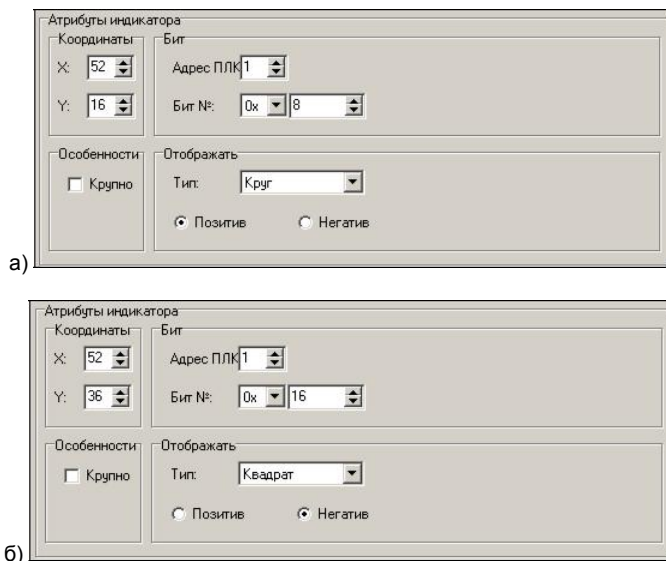 Атрибуты индикатора
Координаты Бит
X: 52 Адрес ПЛК 1
Y: 16 Бит №: 0x 8
Особенности Отображать
Крупно Тип: Круг
Позитив Негатив
а)
Атрибуты индикатора
Координаты Бит
X: 52 Адрес ПЛК 1
Y: 36 Бит №: 0x 16
Особенности Отображать
Крупно Тип: Квадрат
Позитив Негатив
б)